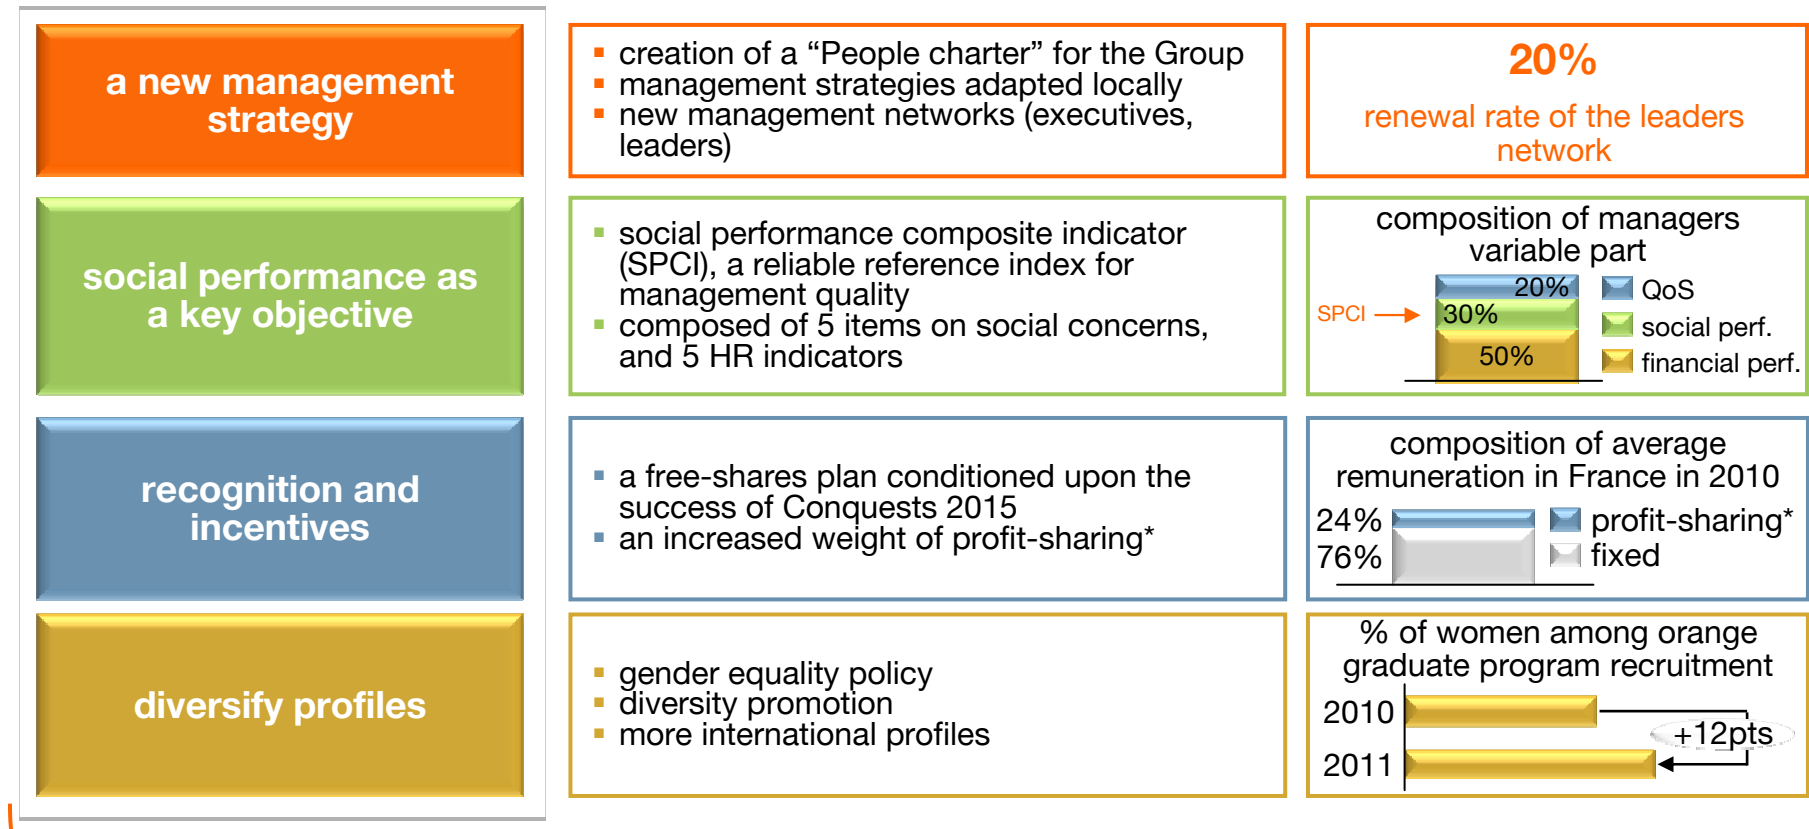 a new management
strategy
▪ creation of a “People charter” for the Group
▪ management strategies adapted locally
▪ new management networks (executives,
leaders)
20%
renewal rate of the leaders
network
social performance as
a key objective
▪ social performance composite indicator
(SPCI), a reliable reference index for
management quality
▪ composed of 5 items on social concerns,
and 5 HR indicators
composition of managers
variable part
20%
QoS
SPCI
30%
social perf.
50%
financial perf.
recognition and
incentives
▪ a free-shares plan conditioned upon the
success of Conquests 2015
▪ an increased weight of profit-sharing*
composition of average
remuneration in France in 2010
24%
profit-sharing*
76%
fixed
diversify profiles
▪ gender equality policy
▪ diversity promotion
▪ more international profiles
% of women among orange
graduate program recruitment
2010
+12pts
2011